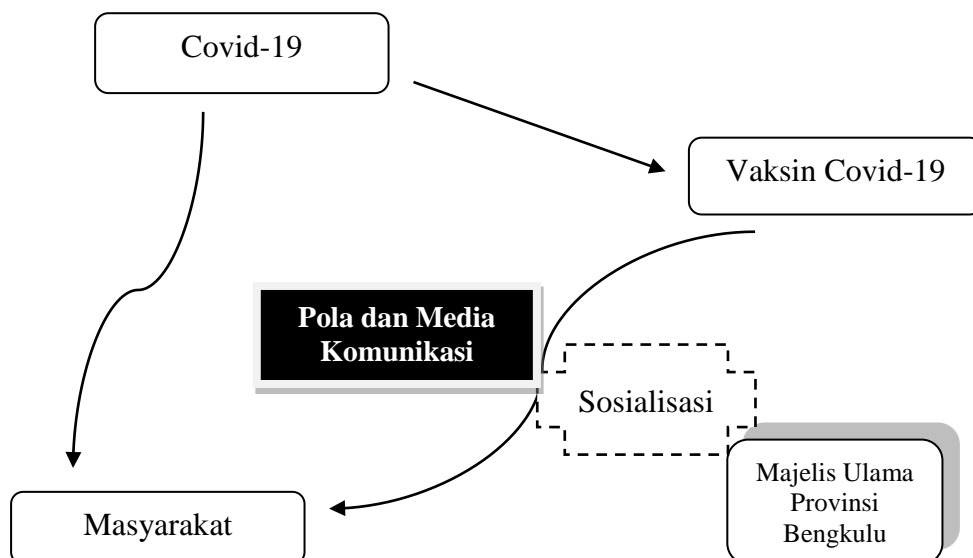 Covid-19
Vaksin Covid-19
Pola dan Media
Komunikasi
Sosialisasi
Majelis Ulama
Provinsi
Bengkulu
Masyarakat